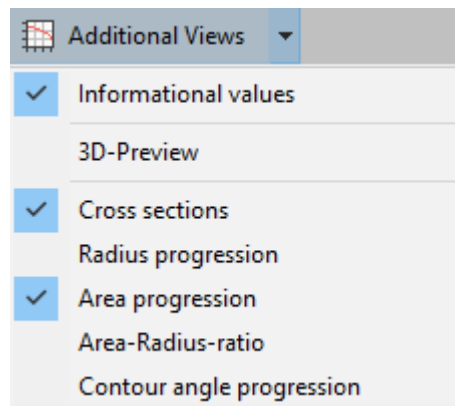 Additional Views
Informational values
3D-Preview
Cross sections
Radius progression
Area progression
Area-Radius-ratio
Contour angle progression